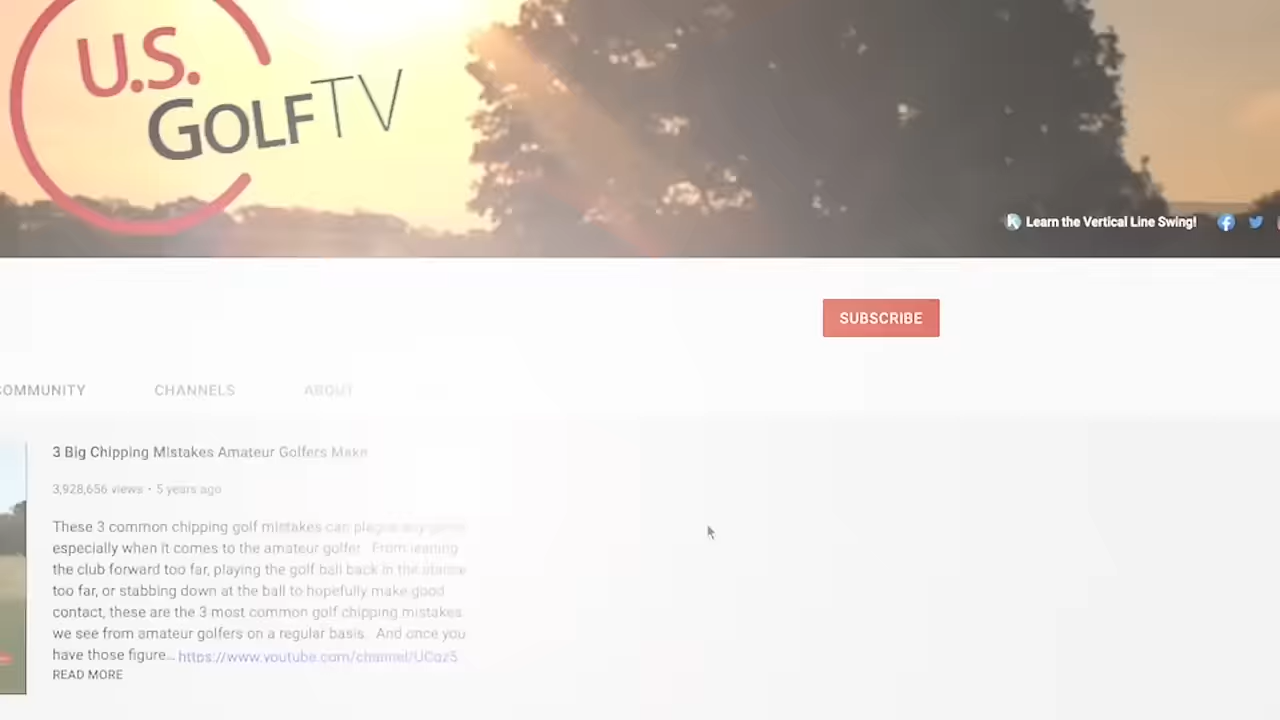 U.S.
GOLFTV
Learn the Vertical Line Swing!
SUBSCRIBE
COMMUNITY CHANNELS ABOUT
3 Big Chipping Mistakes Amateur Golfers Make
3,928,656 views • 5 years ago
These 3 common chipping golf mistakes can plague any
especially when it comes to the amateur golfer. From leaning
the club forward too far, playing the golf ball back in the stance
too far, or stabbing down at the ball to hopefully make good
contact, these are the 3 most common golf chipping mistakes
we see from amateur golfers on a regular basis. And once you
have those figure... https://www.youtube.com/channel/UCaz5
READ MORE